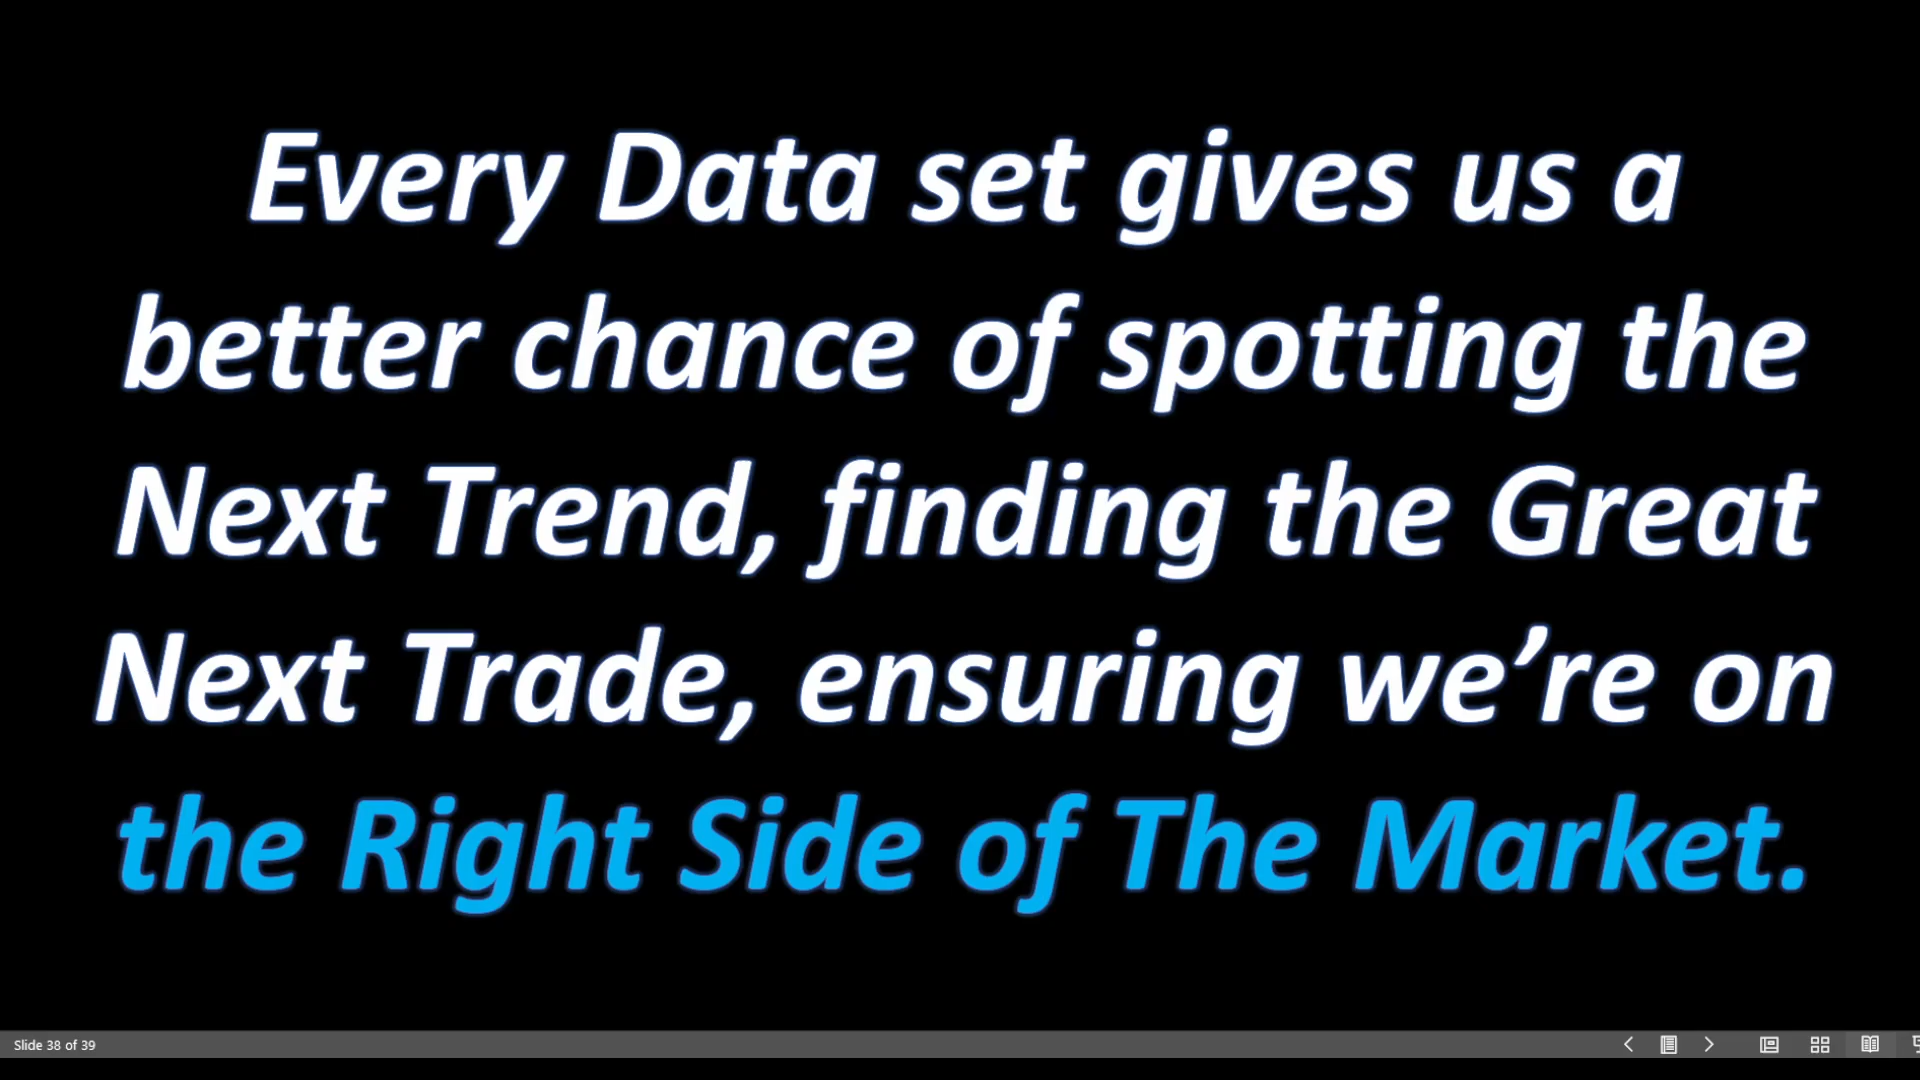 Every Data set gives us a
better chance of spotting the
Next Trend, finding the Great
Next Trade, ensuring we’re on
the Right Side of The Market.
Slide 38 of 39